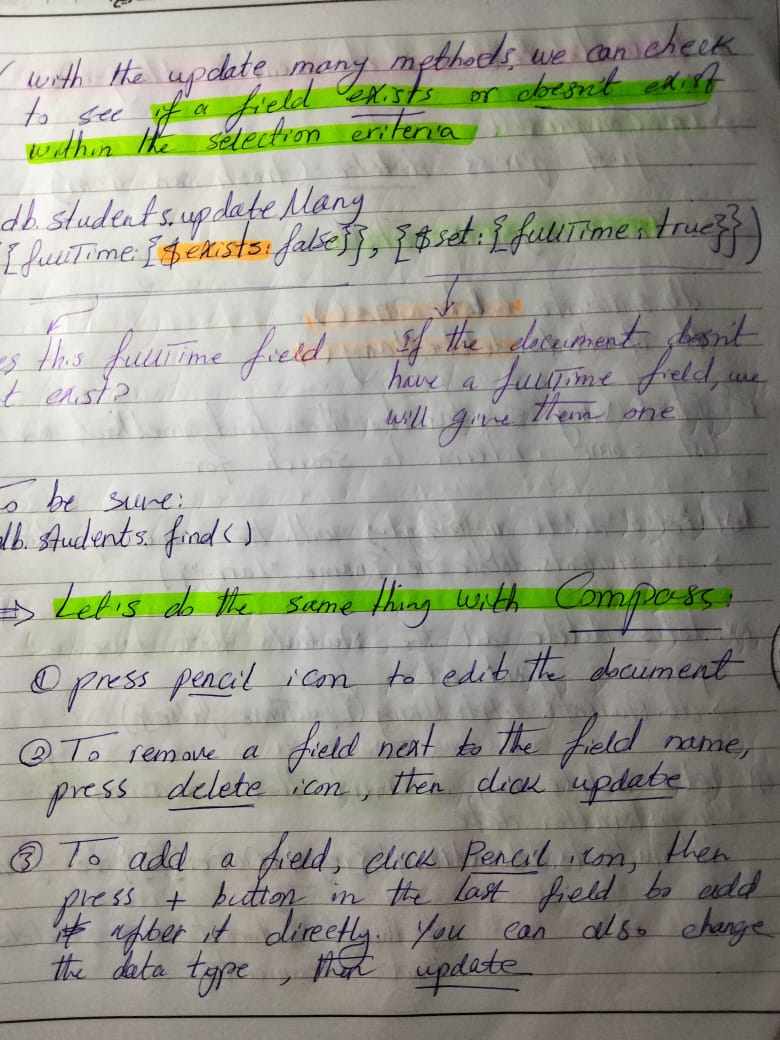 with the update many methods, we can check
to see if a field exists or doesn't exist
within the selection criteria
db.students.updateMany
{fullTime:{$exists:false}}, {$set:{fullTime:true}})
this fullTime field
t exist?
If the document doesn't
have a fullTime field, we
will give them one
be sure:
db.students.find()
⇒ Let's do the same thing with Compass:
① press pencil icon to edit the document
② To remove a field next to the field name,
press delete icon, then click update
③ To add a field, click Pencil icon, then
press + button in the last field to add
it after it directly. You can also change
the data type, then update